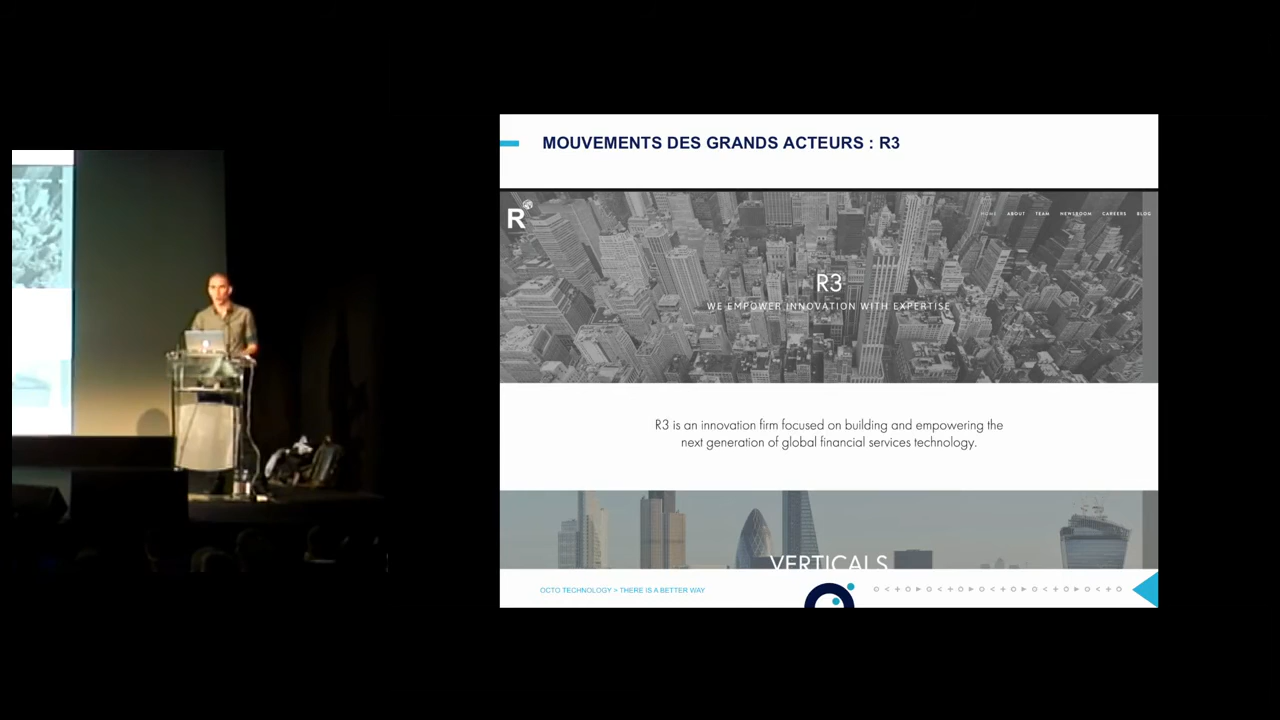 MOUVEMENTS DES GRANDS ACTEURS : R3
R
HOME ABOUT TEAM NEWSROOM CAREERS BLOG
R3
WE EMPOWER INNOVATION WITH EXPERTISE
R3 is an innovation firm focused on building and empowering the
next generation of global financial services technology.
VERTICALS
OCTO TECHNOLOGY > THERE IS A BETTER WAY